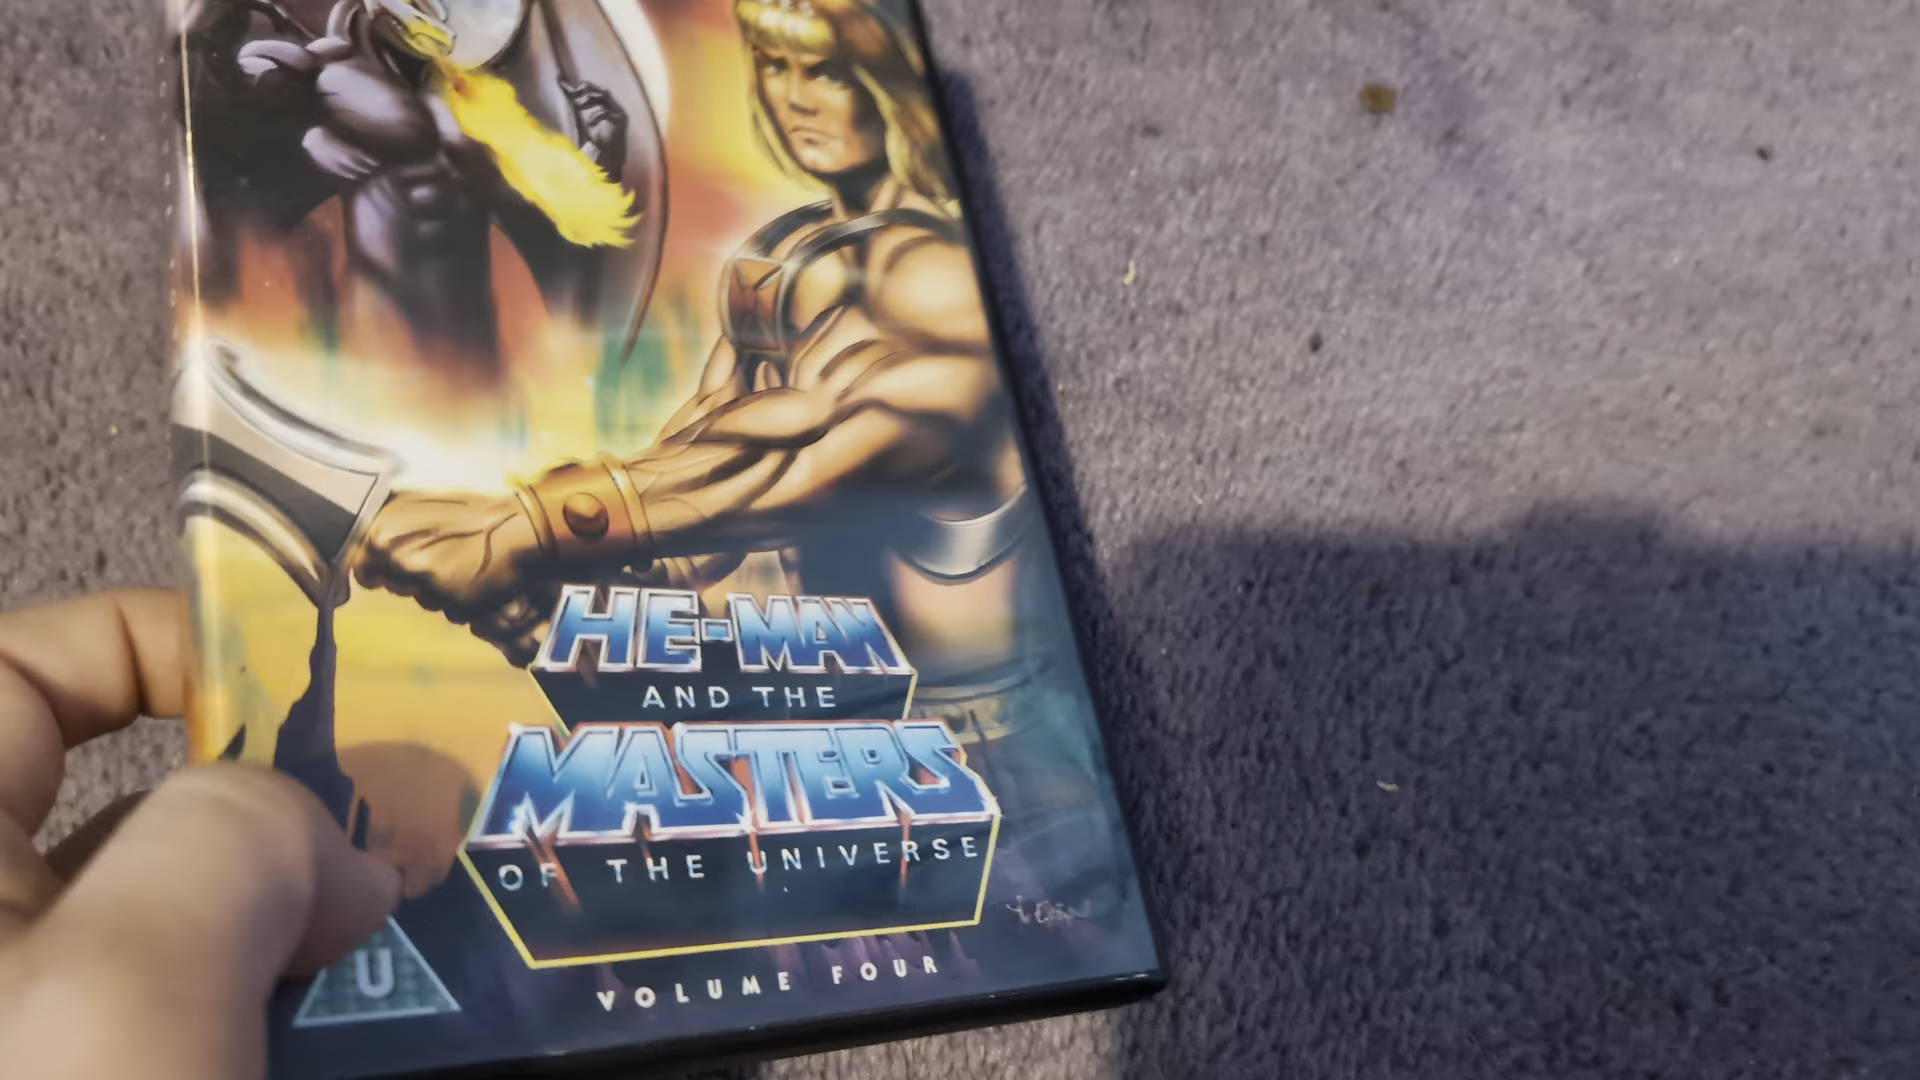 HE-MAN
AND THE
MASTERS
OF THE UNIVERSE
VOLUME FOUR
U